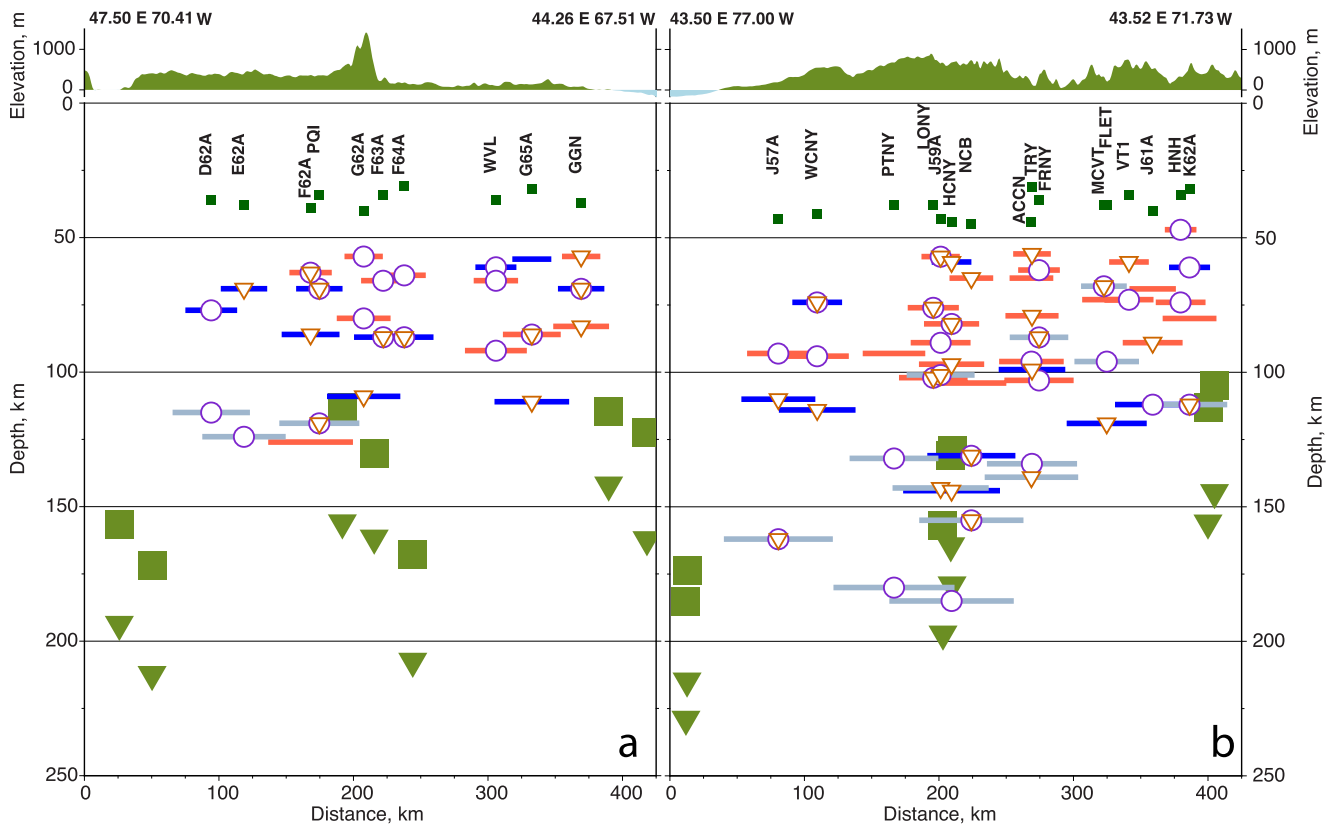 47.50 E 70.41 W
44.26 E 67.51 W
43.50 E 77.00 W
43.52 E 71.73 W
Elevation, m
1000
0
1000
0
Elevation, m
D62A
E62A
F62A
PQI
G62A
F63A
F64A
WVL
G65A
GGN
J57A
WCNY
PTNY
LONY
J59A
HCNY
NCB
ACCN
TRY
FRNY
MCVT
FLET
VT1
J61A
HNH
K62A
Depth, km
0
50
100
150
200
250
0
50
100
150
200
250
Depth, km
a
b
0
100
200
300
400
0
100
200
300
400
Distance, km
Distance, km